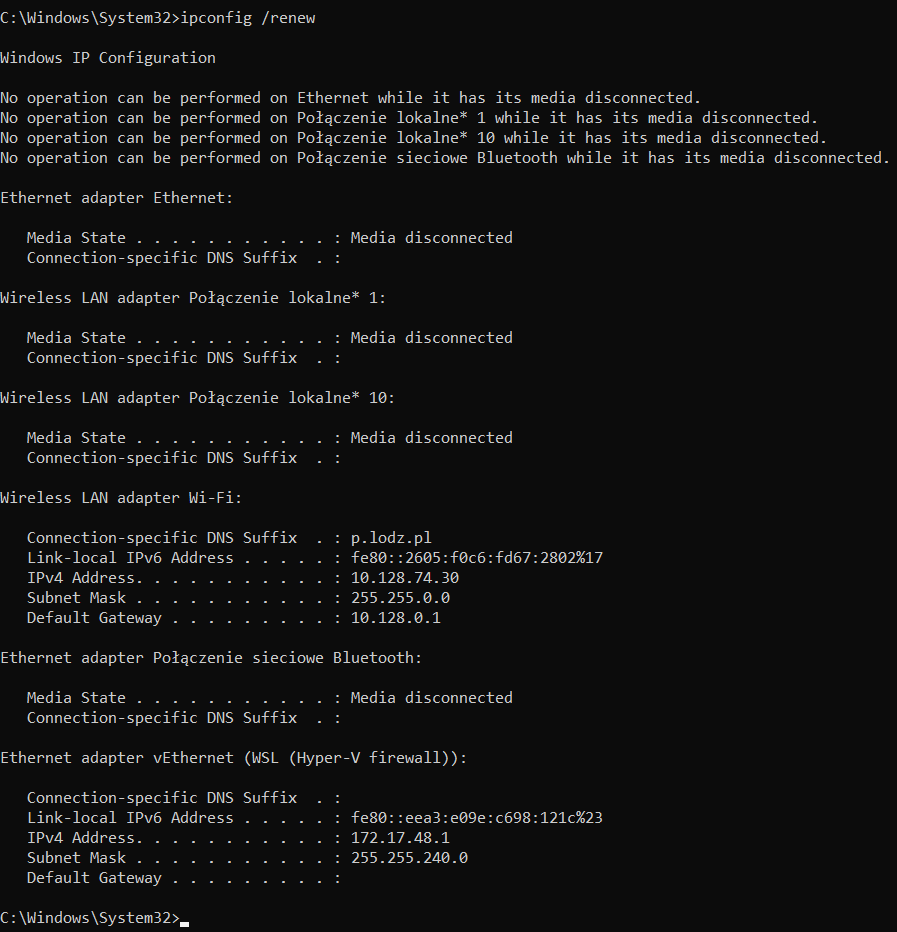 C:\Windows\System32>ipconfig /renew
Windows IP Configuration
No operation can be performed on Ethernet while it has its media disconnected.
No operation can be performed on Połączenie lokalne* 1 while it has its media disconnected.
No operation can be performed on Połączenie lokalne* 10 while it has its media disconnected.
No operation can be performed on Połączenie sieciowe Bluetooth while it has its media disconnected.
Ethernet adapter Ethernet:
   Media State . . . . . . . . . . . : Media disconnected
   Connection-specific DNS Suffix  . :
Wireless LAN adapter Połączenie lokalne* 1:
   Media State . . . . . . . . . . . : Media disconnected
   Connection-specific DNS Suffix  . :
Wireless LAN adapter Połączenie lokalne* 10:
   Media State . . . . . . . . . . . : Media disconnected
   Connection-specific DNS Suffix  . :
Wireless LAN adapter Wi-Fi:
   Connection-specific DNS Suffix  . : p.lodz.pl
   Link-local IPv6 Address . . . . . : fe80::2605:f0c6:fd67:2802%17
   IPv4 Address. . . . . . . . . . . : 10.128.74.30
   Subnet Mask . . . . . . . . . . . : 255.255.0.0
   Default Gateway . . . . . . . . . : 10.128.0.1
Ethernet adapter Połączenie sieciowe Bluetooth:
   Media State . . . . . . . . . . . : Media disconnected
   Connection-specific DNS Suffix  . :
Ethernet adapter vEthernet (WSL (Hyper-V firewall)):
   Connection-specific DNS Suffix  . :
   Link-local IPv6 Address . . . . . : fe80::eea3:e09e:c698:121c%23
   IPv4 Address. . . . . . . . . . . : 172.17.48.1
   Subnet Mask . . . . . . . . . . . : 255.255.240.0
   Default Gateway . . . . . . . . . :
C:\Windows\System32>